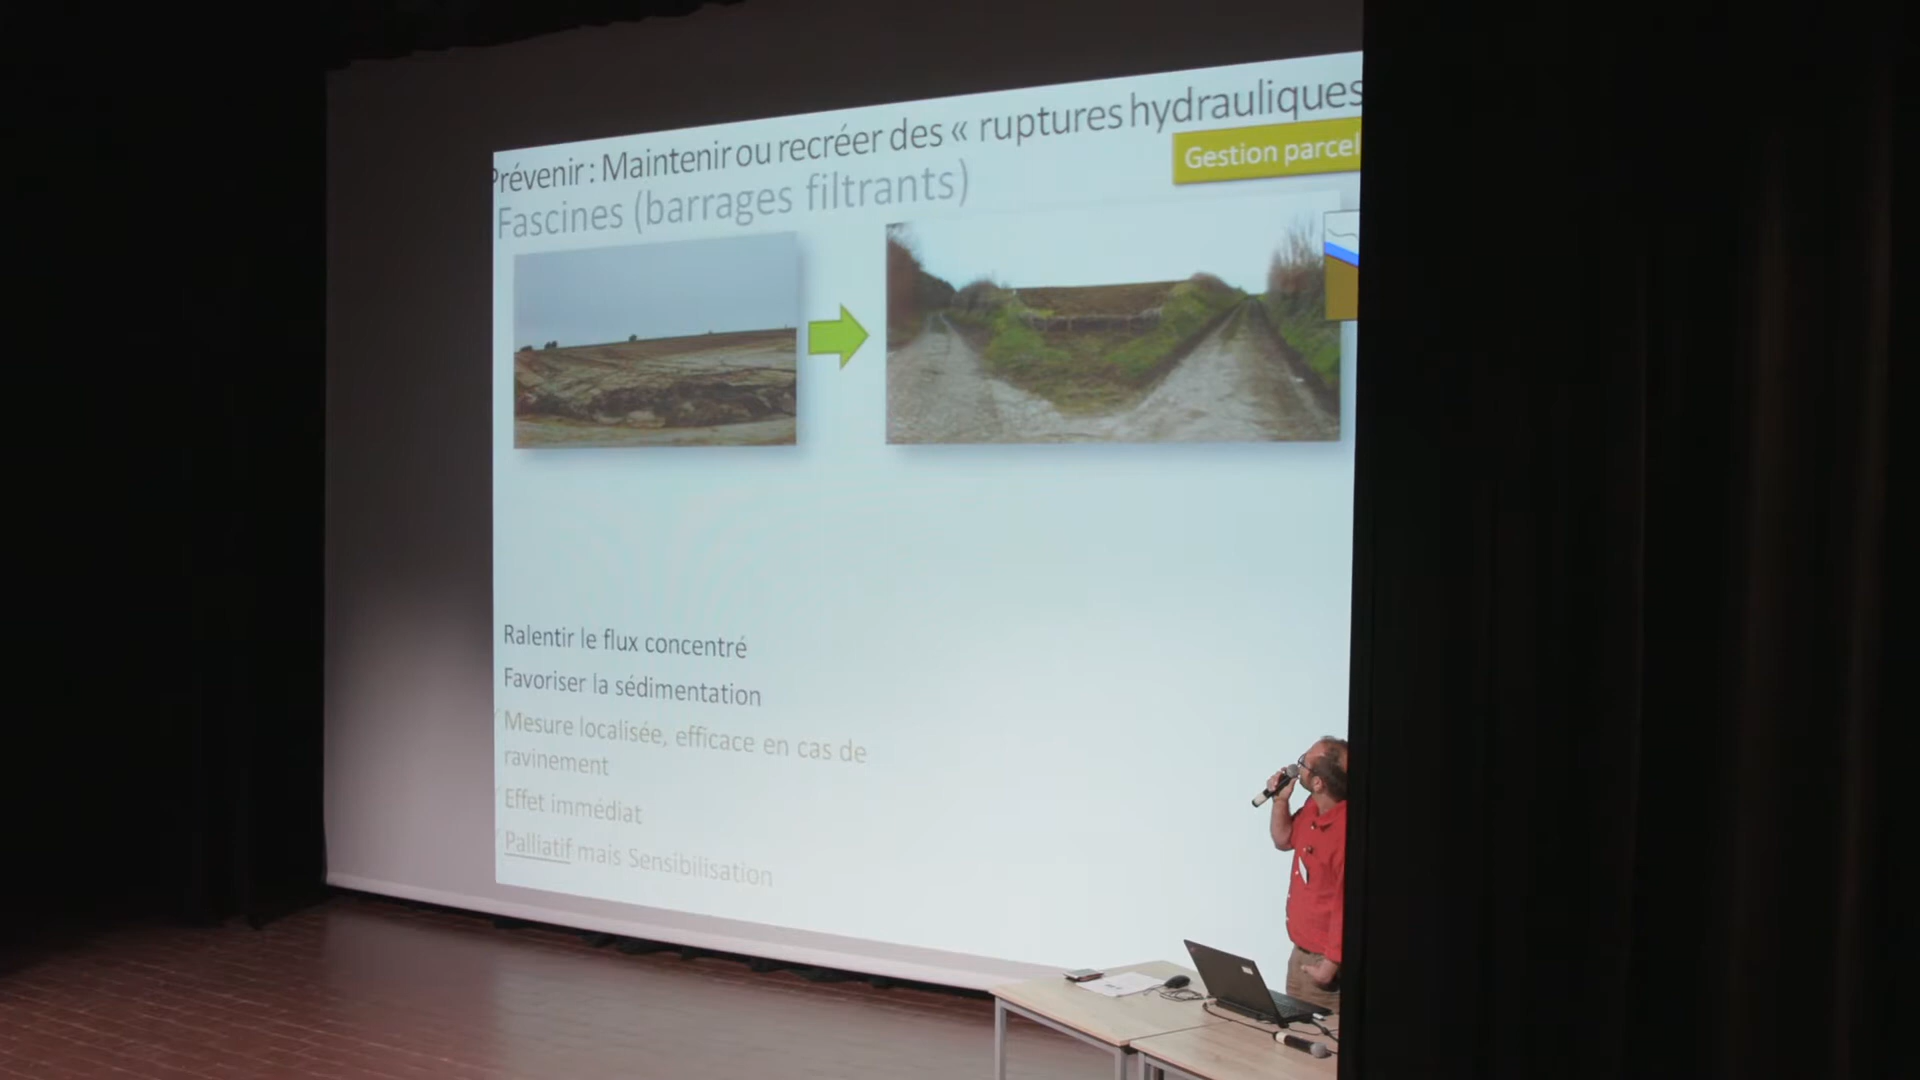 Prévenir : Maintenir ou recréer des « ruptures hydrauliques
Gestion parcel
Fascines (barrages filtrants)
Ralentir le flux concentré
Favoriser la sédimentation
Mesure localisée, efficace en cas de
ravinement
Effet immédiat
Palliatif mais Sensibilisation